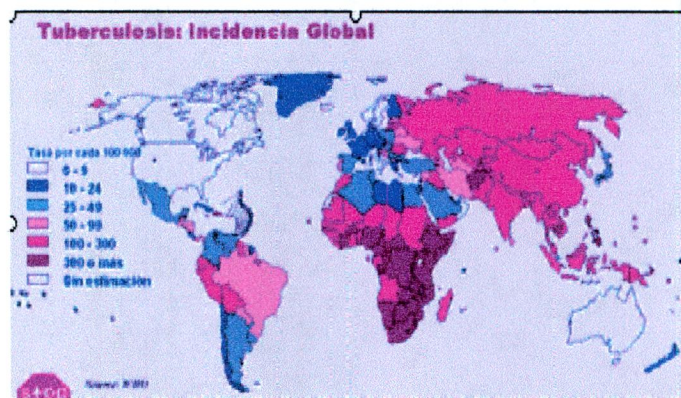 Tuberculosis: Incidencia Global
Tasa por cada 100 000
0 - 9
10 - 24
25 - 49
50 - 99
100 - 300
300 o más
Sin estimación